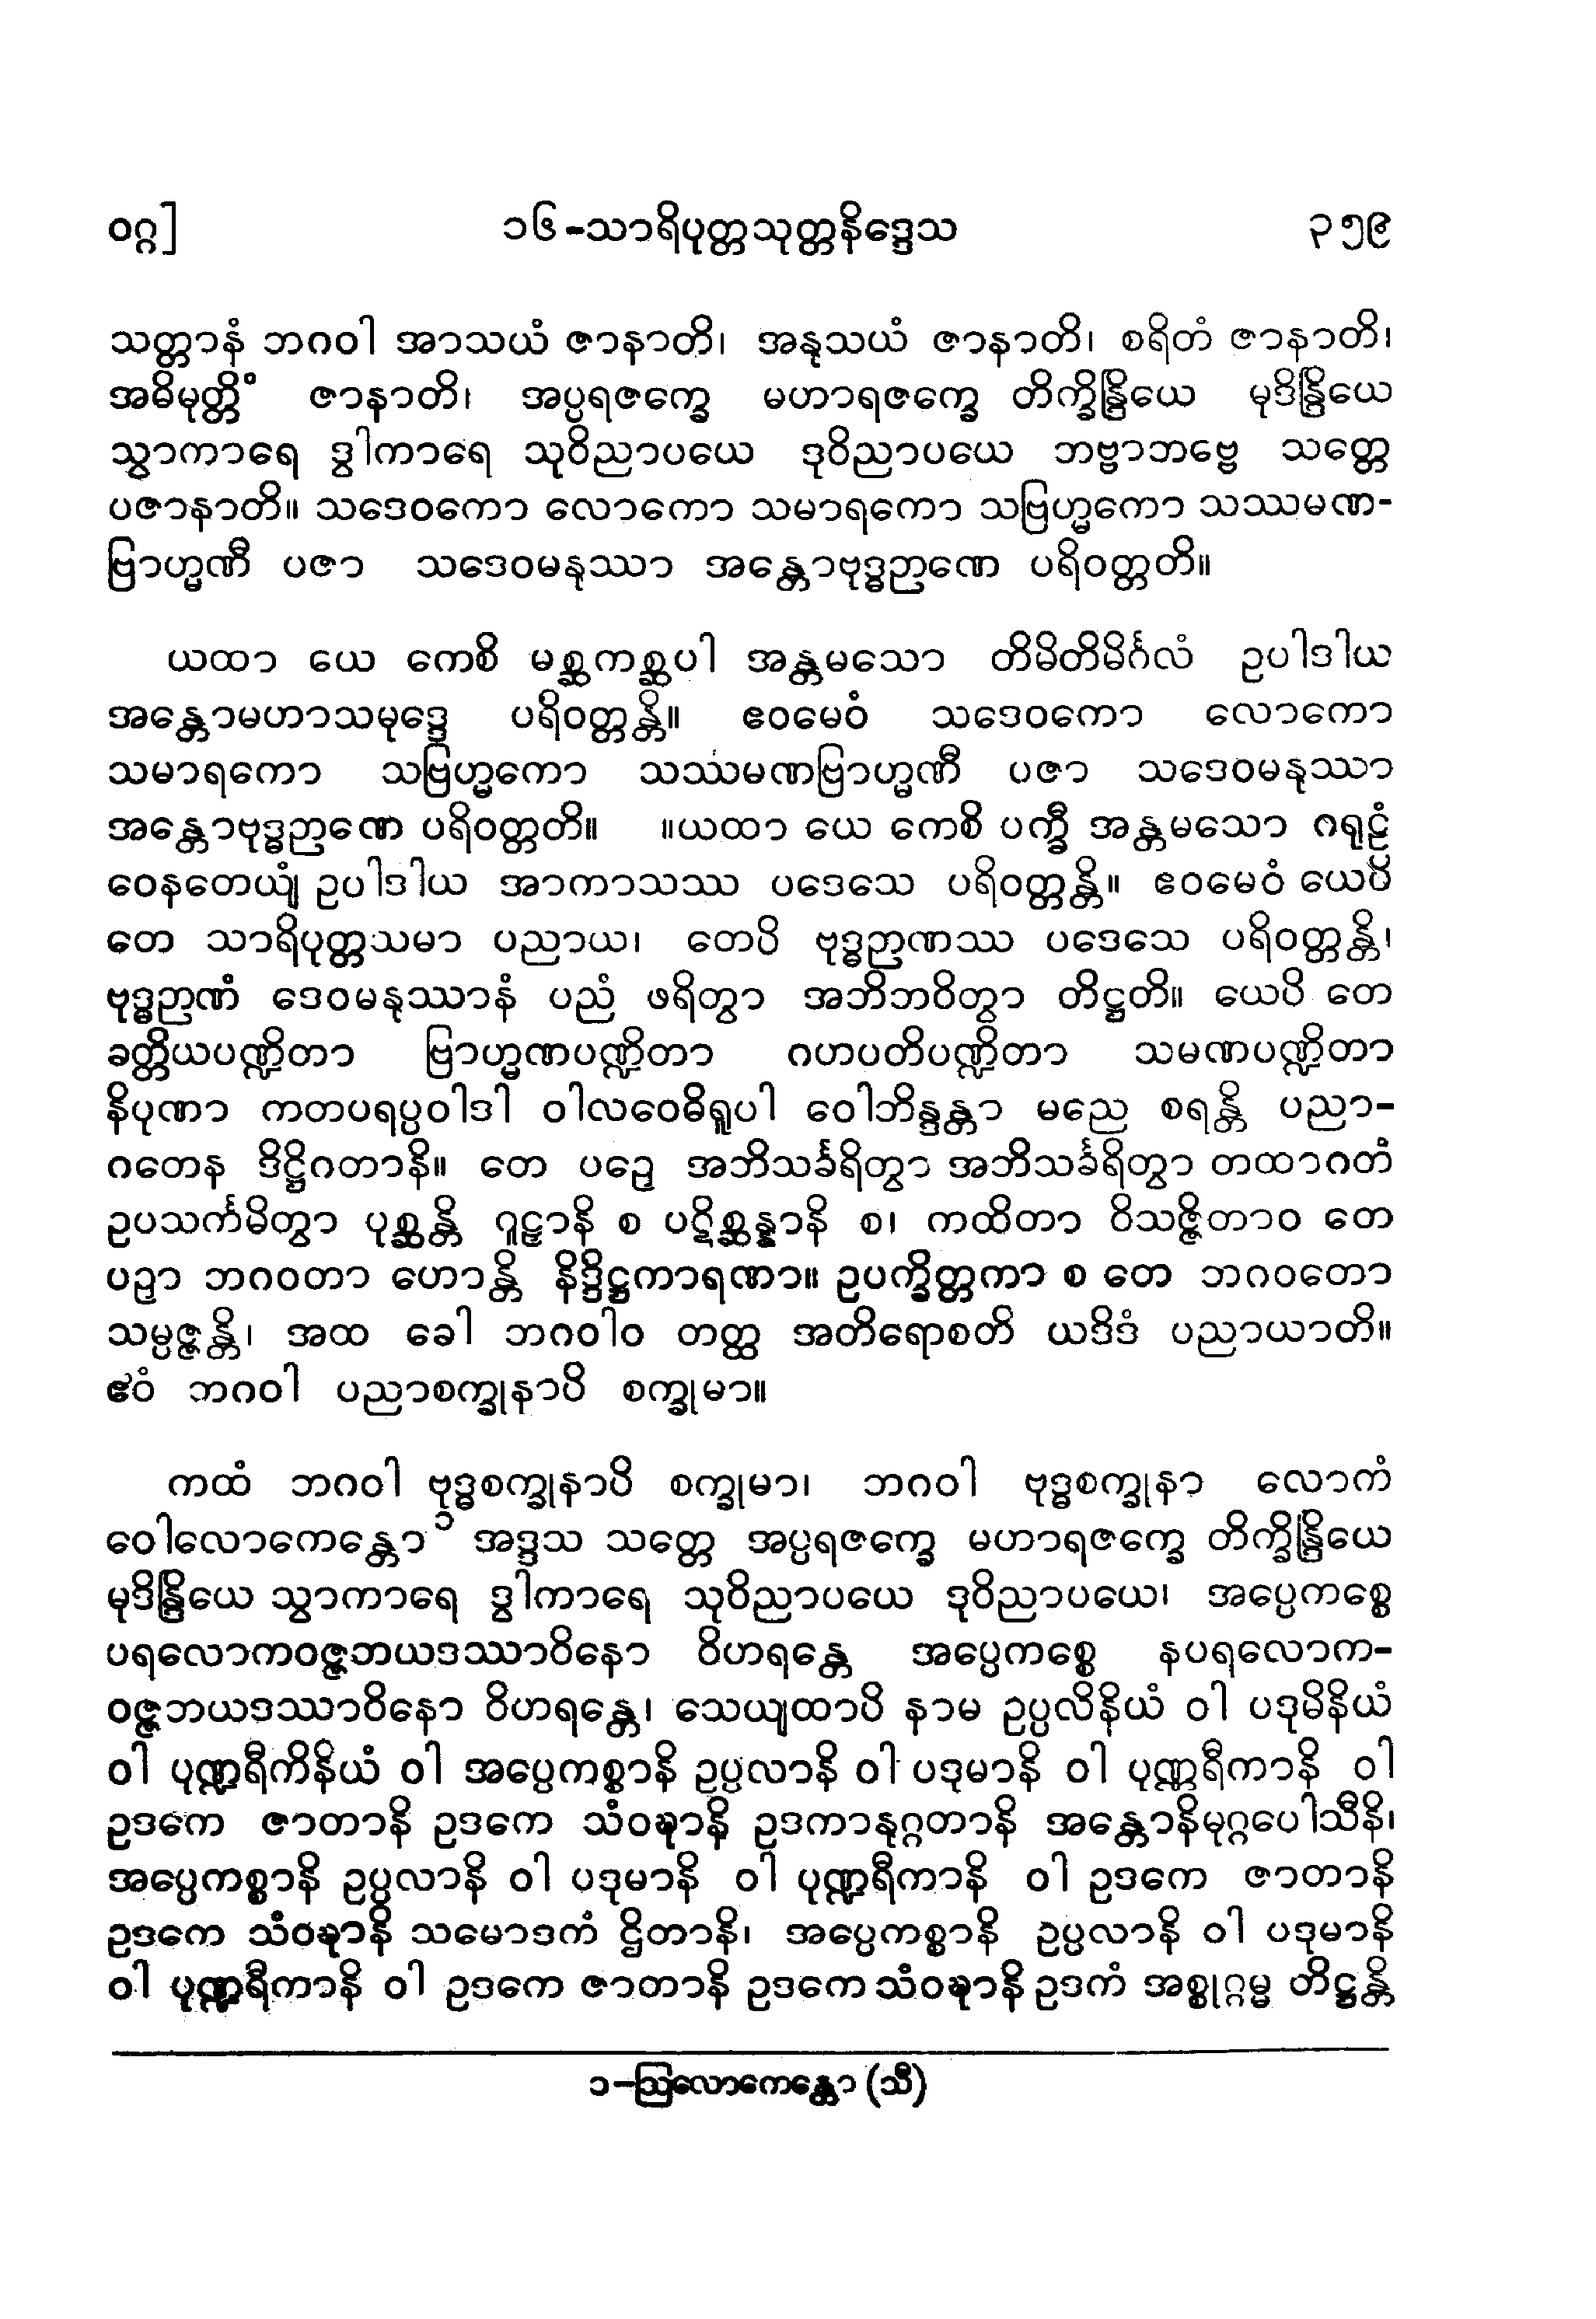 ဝဂ္ဂ] ၁၆-သာရိပုတ္တသုတ္တနိဒ္ဒေသ ၃၅၉
သတ္တာနံ ဘဂဝါ အာသယံ ဇာနာတိ၊ အနုသယံ ဇာနာတိ၊ စရိတံ ဇာနာတိ၊
အဓိမုတ္တိံ ဇာနာတိ၊ အပ္ပရဇက္ခေ မဟာရဇက္ခေ တိက္ခိန္ဒြိယေ မုဒိန္ဒြိယေ
သွာကာရေ ဒွါကာရေ သုဝိညာပယေ ဒုဝိညာပယေ ဘဗ္ဗာဘဗ္ဗေ သတ္တေ
ပဇာနာတိ။ သဒေဝကော လောကော သမာရကော သဗြဟ္မကော သဿမဏ-
ဗြာဟ္မဏီ ပဇာ သဒေဝမနုဿာ အန္တောဗုဒ္ဓဉာဏေ ပရိဝတ္တတိ။
ယထာ ယေ ကေစိ မစ္ဆကစ္ဆပါ အန္တမသော တိမိတိမိင်္ဂလံ ဥပါဒါယ
အန္တောမဟာသမုဒ္ဒေ ပရိဝတ္တန္တိ။ ဧဝမေဝံ သဒေဝကော လောကော
သမာရကော သဗြဟ္မကော သဿမဏဗြာဟ္မဏီ ပဇာ သဒေဝမနုဿာ
အန္တောဗုဒ္ဓဉာဏေ ပရိဝတ္တတိ။ ။ယထာ ယေ ကေစိ ပက္ခီ အန္တမသော ဂရုဠံ
ဝေနတေယျံ ဥပါဒါယ အာကာသဿ ပဒေသေ ပရိဝတ္တန္တိ။ ဧဝမေဝံ ယေပိ
တေ သာရိပုတ္တသမာ ပညာယ၊ တေပိ ဗုဒ္ဓဉာဏဿ ပဒေသေ ပရိဝတ္တန္တိ၊
ဗုဒ္ဓဉာဏံ ဒေဝမနုဿာနံ ပညံ ဖရိတွာ အဘိဘဝိတွာ တိဋ္ဌတိ။ ယေပိ တေ
ခတ္တိယပဏ္ဍိတာ ဗြာဟ္မဏပဏ္ဍိတာ ဂဟပတိပဏ္ဍိတာ သမဏပဏ္ဍိတာ
နိပုဏာ ကတပရပ္ပဝါဒါ ဝါလဝေဓိရူပါ ဝေါဘိန္ဒန္တာ မညေ စရန္တိ ပညာ-
ဂတေန ဒိဋ္ဌိဂတာနိ။ တေ ပဉှေ အဘိသင်္ခရိတွာ အဘိသင်္ခရိတွာ တထာဂတံ
ဥပသင်္ကမိတွာ ပုစ္ဆန္တိ ဂူဠှာနိ စ ပဋိစ္ဆန္နာနိ စ၊ ကထိတာ ဝိသဇ္ဇိတာဝ တေ
ပဉှာ ဘဂဝတာ ဟောန္တိ နိဒ္ဒိဋ္ဌကာရဏာ။ ဥပက္ခိတ္တကာ စ တေ ဘဂဝတော
သမ္ပဇ္ဇန္တိ၊ အထ ခေါ ဘဂဝါဝ တတ္ထ အတိရောစတိ ယဒိဒံ ပညာယာတိ။
ဧဝံ ဘဂဝါ ပညာစက္ခုနာပိ စက္ခုမာ။
ကထံ ဘဂဝါ ဗုဒ္ဓစက္ခုနာပိ စက္ခုမာ၊ ဘဂဝါ ဗုဒ္ဓစက္ခုနာ လောကံ
ဝေါလောကေန္တော ၁ အဒ္ဒသ သတ္တေ အပ္ပရဇက္ခေ မဟာရဇက္ခေ တိက္ခိန္ဒြိယေ
မုဒိန္ဒြိယေ သွာကာရေ ဒွါကာရေ သုဝိညာပယေ ဒုဝိညာပယေ၊ အပ္ပေကစ္စေ
ပရလောကဝဇ္ဇဘယဒဿာဝိနော ဝိဟရန္တေ အပ္ပေကစ္စေ နပရလောက-
ဝဇ္ဇဘယဒဿာဝိနော ဝိဟရန္တေ၊ သေယျထာပိ နာမ ဥပ္ပလိနိယံ ဝါ ပဒုမိနိယံ
ဝါ ပုဏ္ဍရီကိနိယံ ဝါ အပ္ပေကစ္စာနိ ဥပ္ပလာနိ ဝါ ပဒုမာနိ ဝါ ပုဏ္ဍရီကာနိ ဝါ
ဥဒကေ ဇာတာနိ ဥဒကေ သံဝဍ္ဎာနိ ဥဒကာနုဂ္ဂတာနိ အန္တောနိမုဂ္ဂပေါသီနိ၊
အပ္ပေကစ္စာနိ ဥပ္ပလာနိ ဝါ ပဒုမာနိ ဝါ ပုဏ္ဍရီကာနိ ဝါ ဥဒကေ ဇာတာနိ
ဥဒကေ သံဝဍ္ဎာနိ သမောဒကံ ဌိတာနိ၊ အပ္ပေကစ္စာနိ ဥပ္ပလာနိ ဝါ ပဒုမာနိ
ဝါ ပုဏ္ဍရီကာနိ ဝါ ဥဒကေ ဇာတာနိ ဥဒကေ သံဝဍ္ဎာနိ ဥဒကံ အစ္စုဂ္ဂမ္မ တိဋ္ဌန္တိ
၁-ဩလောကေန္တော (သီ)